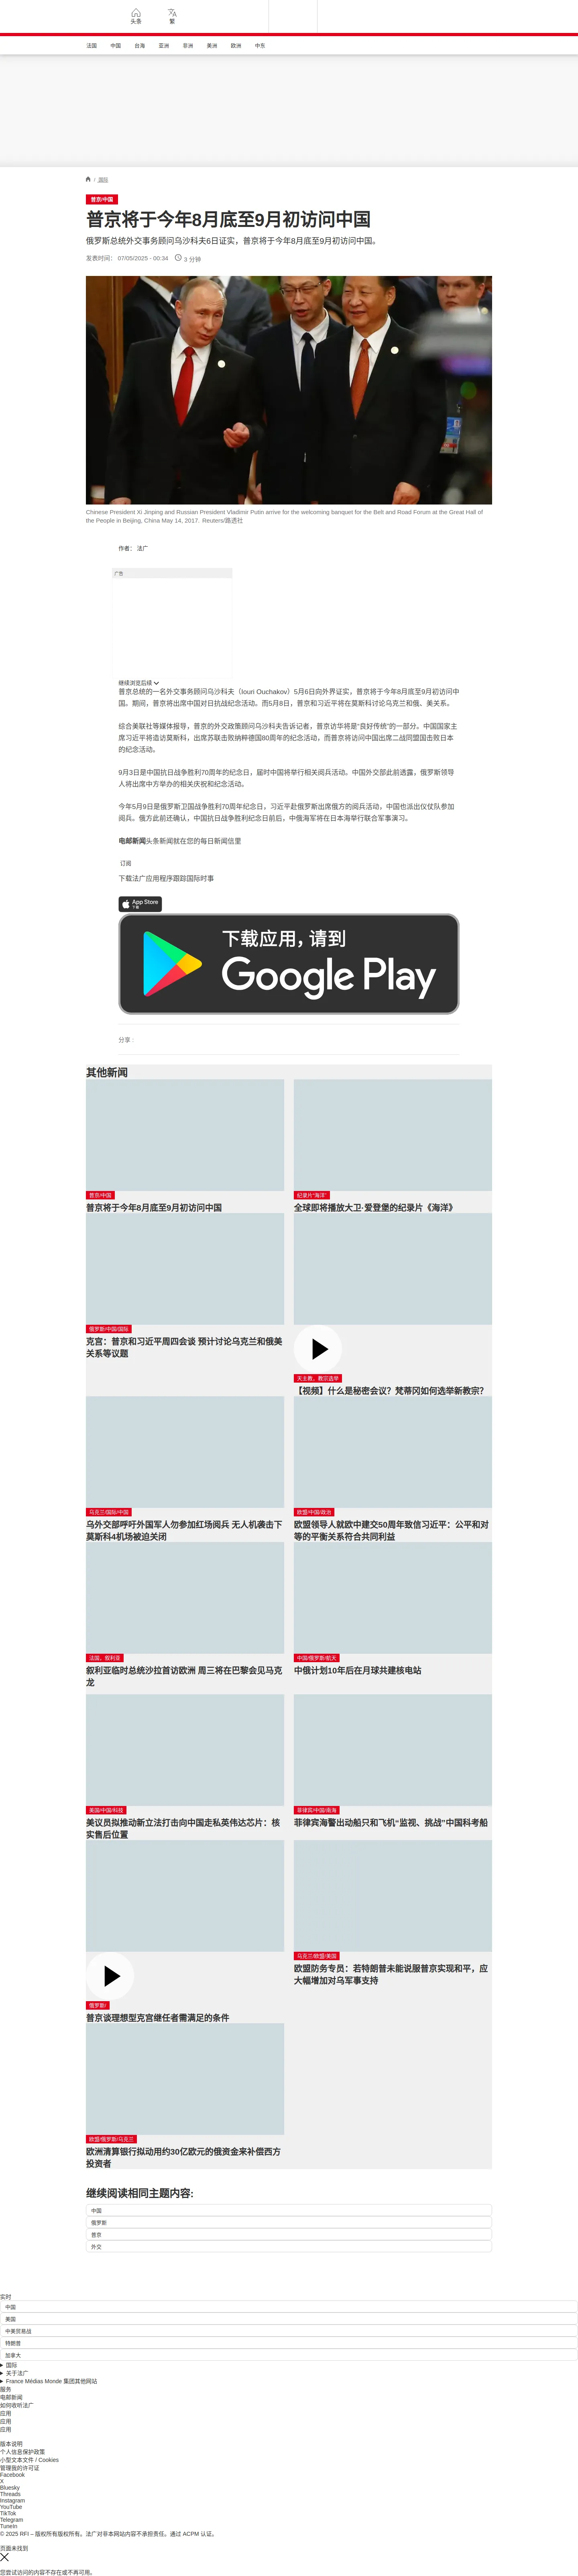 头条
繁
法国
中国
台海
亚洲
非洲
美洲
欧洲
中东
/ 国际
普京/中国
普京将于今年8月底至9月初访问中国
俄罗斯总统外交事务顾问乌沙科夫6日证实，普京将于今年8月底至9月初访问中国。
发表时间： 07/05/2025 - 00:34
3 分钟
Chinese President Xi Jinping and Russian President Vladimir Putin arrive for the welcoming banquet for the Belt and Road Forum at the Great Hall of
the People in Beijing, China May 14, 2017. Reuters/路透社
作者： 法广
广告
继续浏览后续
普京总统的一名外交事务顾问乌沙科夫（Iouri Ouchakov）5月6日向外界证实，普京将于今年8月底至9月初访问中
国。期间，普京将出席中国对日抗战纪念活动。而5月8日，普京和习近平将在莫斯科讨论乌克兰和俄、美关系。
综合美联社等媒体报导，普京的外交政策顾问乌沙科夫告诉记者，普京访华将是“良好传统”的一部分。中国国家主
席习近平将造访莫斯科，出席苏联击败纳粹德国80周年的纪念活动，而普京将访问中国出席二战同盟国击败日本
的纪念活动。
9月3日是中国抗日战争胜利70周年的纪念日，届时中国将举行相关阅兵活动。中国外交部此前透露，俄罗斯领导
人将出席中方举办的相关庆祝和纪念活动。
今年5月9日是俄罗斯卫国战争胜利70周年纪念日，习近平赴俄罗斯出席俄方的阅兵活动，中国也派出仪仗队参加
阅兵。俄方此前还确认，中国抗日战争胜利纪念日前后，中俄海军将在日本海举行联合军事演习。
电邮新闻头条新闻就在您的每日新闻信里
订阅
下载法广应用程序跟踪国际时事
App Store
下载
下载应用，请到
Google Play
分享 :
其他新闻
普京/中国
普京将于今年8月底至9月初访问中国
纪录片“海洋”
全球即将播放大卫·爱登堡的纪录片《海洋》
俄罗斯/中国/国际
克宫：普京和习近平周四会谈 预计讨论乌克兰和俄美
关系等议题
天主教，教宗选举
【视频】什么是秘密会议？梵蒂冈如何选举新教宗？
乌克兰/国际/中国
乌外交部呼吁外国军人勿参加红场阅兵 无人机袭击下
莫斯科4机场被迫关闭
欧盟/中国/政治
欧盟领导人就欧中建交50周年致信习近平：公平和对
等的平衡关系符合共同利益
法国，叙利亚
叙利亚临时总统沙拉首访欧洲 周三将在巴黎会见马克
龙
中国/俄罗斯/航天
中俄计划10年后在月球共建核电站
美国/中国/科技
美议员拟推动新立法打击向中国走私英伟达芯片：核
实售后位置
菲律宾/中国/南海
菲律宾海警出动船只和飞机“监视、挑战”中国科考船
俄罗斯/
普京谈理想型克宫继任者需满足的条件
乌克兰/欧盟/美国
欧盟防务专员：若特朗普未能说服普京实现和平，应
大幅增加对乌军事支持
欧盟/俄罗斯/乌克兰
欧洲清算银行拟动用约30亿欧元的俄资金来补偿西方
投资者
继续阅读相同主题内容:
中国
俄罗斯
普京
外交
实时
中国
美国
中美贸易战
特朗普
加拿大
国际
关于法广
France Médias Monde 集团其他网站
服务
电邮新闻
如何收听法广
应用
应用
应用
版本说明
个人信息保护政策
小型文本文件 / Cookies
管理我的许可证
Facebook
X
Bluesky
Threads
Instagram
YouTube
TikTok
Telegram
TuneIn
© 2025 RFI – 版权所有版权所有。法广对非本网站内容不承担责任。通过 ACPM 认证。
页面未找到
您尝试访问的内容不存在或不再可用。